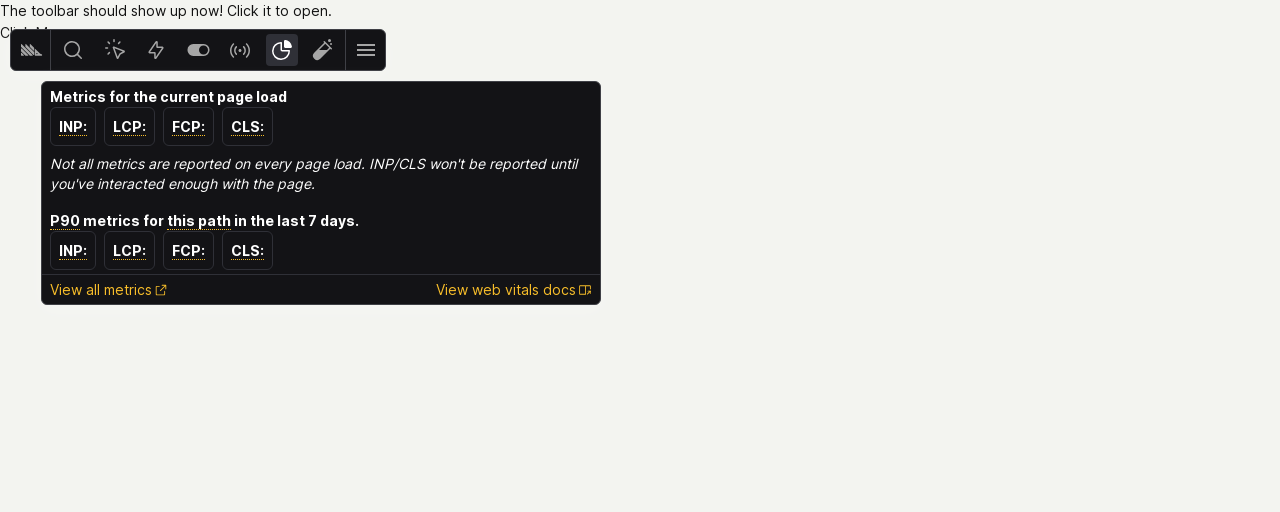 The toolbar should show up now! Click it to open.
Metrics for the current page load
INP: LCP: FCP: CLS:
Not all metrics are reported on every page load. INP/CLS won't be reported until
you've interacted enough with the page.
P90 metrics for this path in the last 7 days.
INP: LCP: FCP: CLS:
View all metrics
View web vitals docs